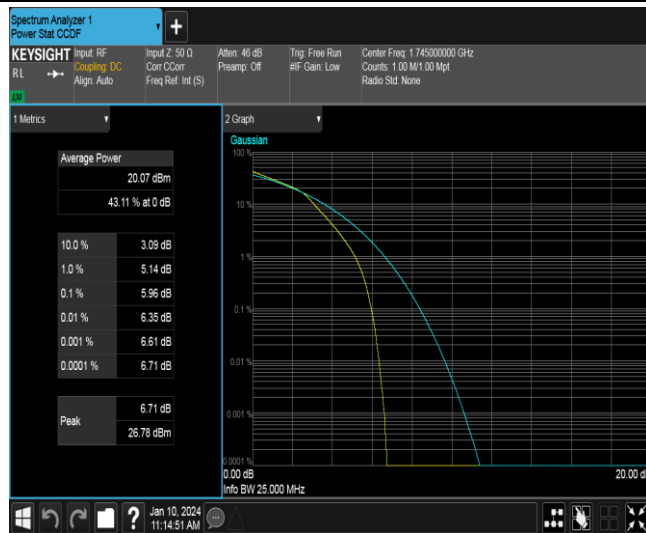 Spectrum Analyzer 1
Power Stat CCDF
+
KEYSIGHT
RL
LXI
Input: RF
Coupling: DC
Align: Auto
Input Z: 50 Ω
Corr CCorr
Freq Ref: Int (S)
Atten: 46 dB
Preamp: Off
Trig: Free Run
#IF Gain: Low
Center Freq: 1.745000000 GHz
Counts: 1.00 M/1.00 Mpt
Radio Std: None
1 Metrics
Average Power
20.07 dBm
43.11 % at 0 dB
10.0 % 3.09 dB
1.0 % 5.14 dB
0.1 % 5.96 dB
0.01 % 6.35 dB
0.001 % 6.61 dB
0.0001 % 6.71 dB
Peak
6.71 dB
26.78 dBm
2 Graph
Gaussian
100 %
10 %
1 %
0.1 %
0.01 %
0.001 %
0.0001 %
0.00 dB
20.00 d
Info BW 25.000 MHz
?
Jan 10, 2024
11:14:51 AM